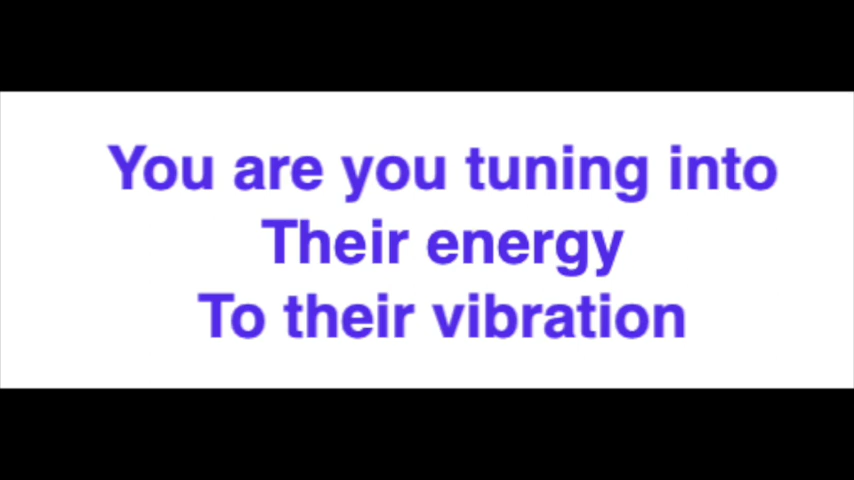 You are you tuning into
Their energy
To their vibration